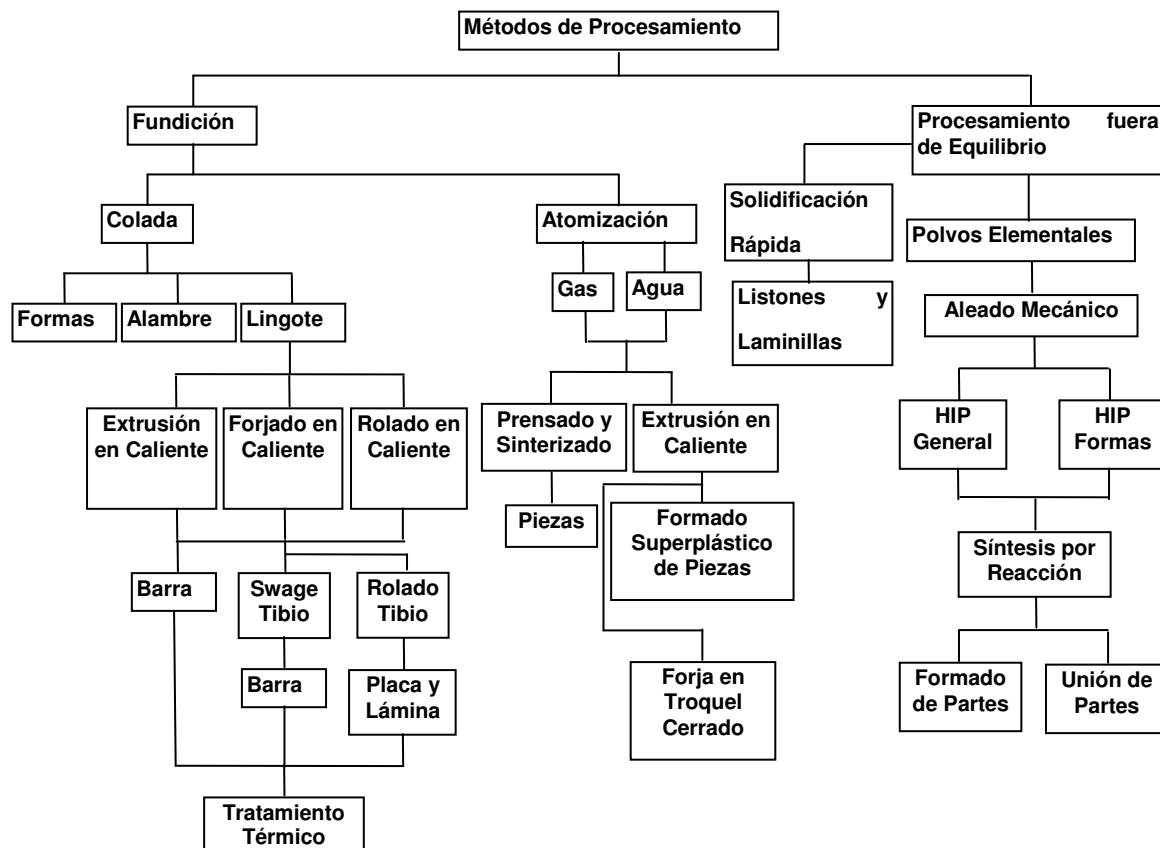 Métodos de Procesamiento
Fundición
Procesamiento fuera
de Equilibrio
Colada
Atomización
Solidificación
Rápida
Polvos Elementales
Formas
Alambre
Lingote
Gas
Agua
Listones y
Laminillas
Aleado Mecánico
Extrusión
en Caliente
Forjado en
Caliente
Rolado en
Caliente
Prensado y
Sinterizado
Extrusión en
Caliente
HIP
General
HIP
Formas
Piezas
Formado
Superplástico
de Piezas
Síntesis por
Reacción
Barra
Swage
Tibio
Rolado
Tibio
Barra
Placa y
Lámina
Forja en
Troquel
Cerrado
Formado
de Partes
Unión de
Partes
Tratamiento
Térmico